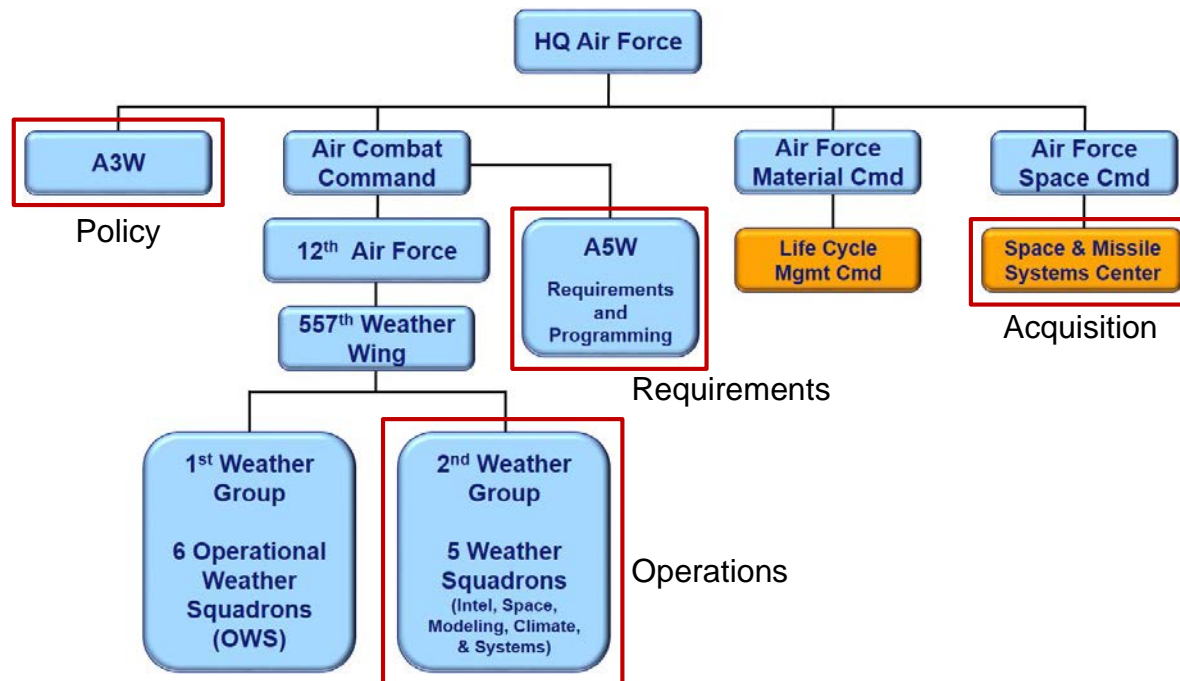 HQ Air Force
A3W
Policy
Air Combat
Command
Air Force
Material Cmd
Air Force
Space Cmd
12th Air Force
A5W
Requirements
and
Programming
Requirements
Life Cycle
Mgmt Cmd
Space & Missile
Systems Center
Acquisition
557th Weather
Wing
1st Weather
Group
6 Operational
Weather
Squadrons
(OWS)
2nd Weather
Group
5 Weather
Squadrons
(Intel, Space,
Modeling, Climate,
& Systems)
Operations